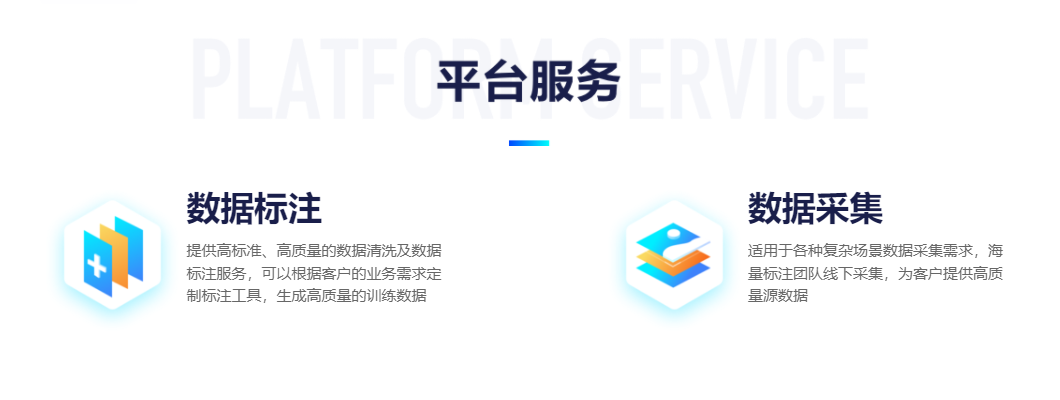 PLATFORM SERVICE
平台服务
数据标注
提供高标准、高质量的数据清洗及数据
标注服务，可以根据客户的业务需求定
制标注工具，生成高质量的训练数据
数据采集
适用于各种复杂场景数据采集需求，海
量标注团队线下采集，为客户提供高质
量源数据